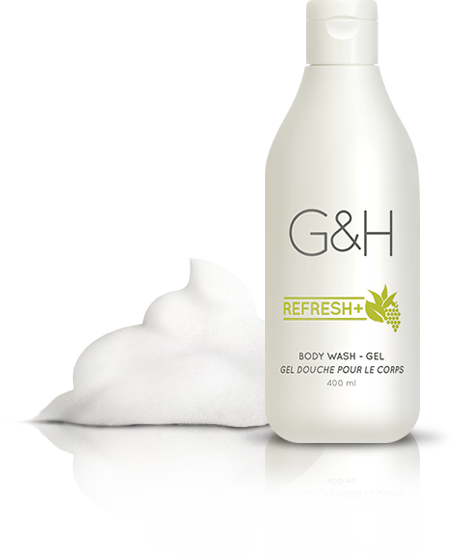 G&H
REFRESH+
BODY WASH - GEL
GEL DOUCHE POUR LE CORPS
400 ml